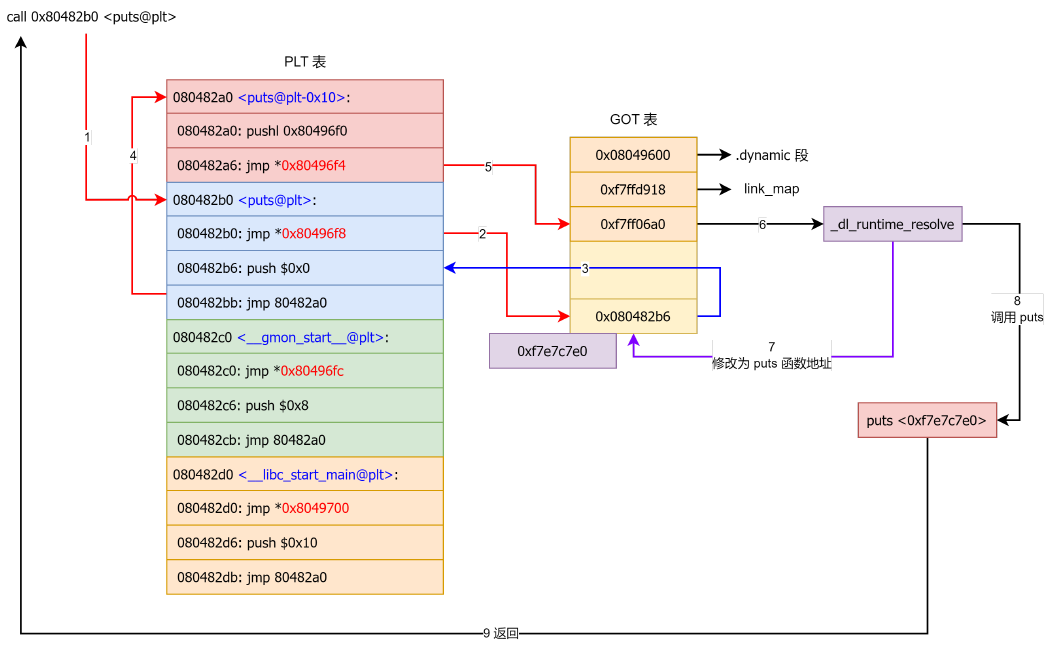 call 0x80482b0 <puts@plt>
PLT 表
080482a0 <puts@plt-0x10>:
080482a0: pushl 0x80496f0
080482a6: jmp *0x80496f4
080482b0 <puts@plt>:
080482b0: jmp *0x80496f8
080482b6: push $0x0
080482bb: jmp 80482a0
080482c0 <__gmon_start__@plt>:
080482c0: jmp *0x80496fc
080482c6: push $0x8
080482cb: jmp 80482a0
080482d0 <__libc_start_main@plt>:
080482d0: jmp *0x8049700
080482d6: push $0x10
080482db: jmp 80482a0
1
4
5
2
3
GOT 表
0x08049600
.dynamic 段
0xf7ffd918
link_map
0xf7ff06a0
6
_dl_runtime_resolve
0x080482b6
0xf7e7c7e0
7
修改为 puts 函数地址
8
调用 puts
puts <0xf7e7c7e0>
9 返回